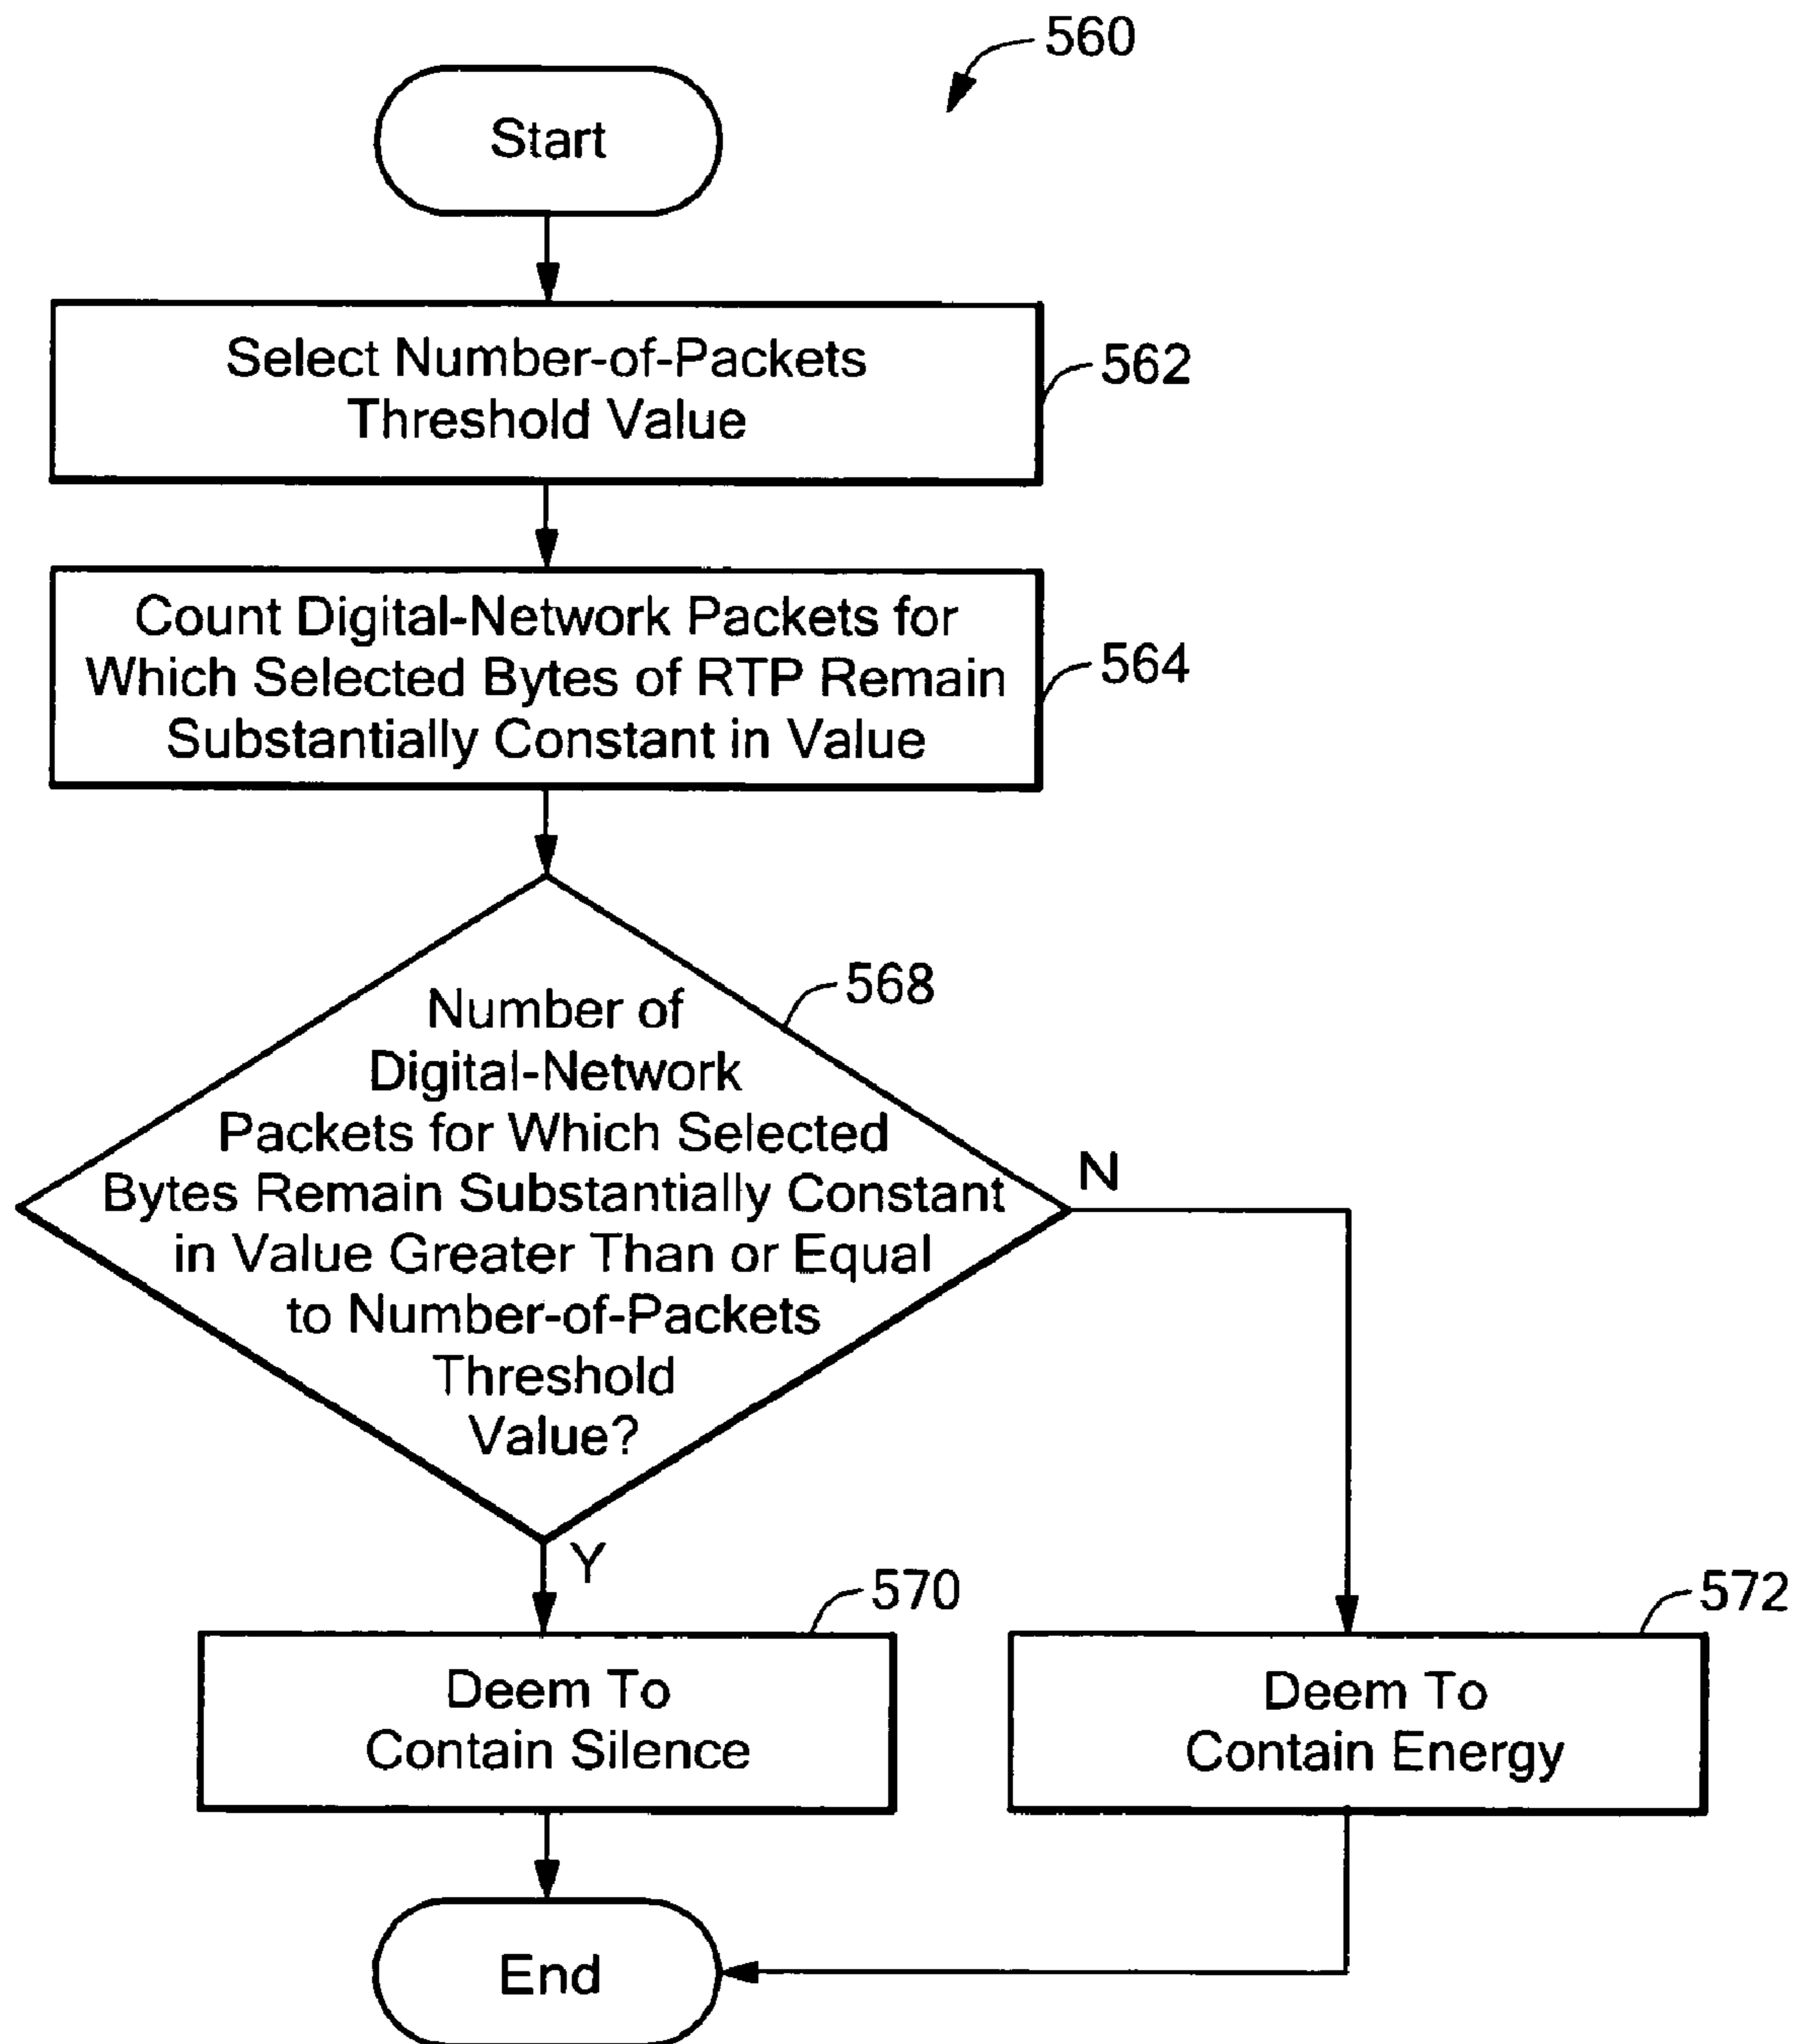 560
Start
Select Number-of-Packets
Threshold Value
562
Count Digital-Network Packets for
Which Selected Bytes of RTP Remain
Substantially Constant in Value
564
568
Number of
Digital-Network
Packets for Which Selected
Bytes Remain Substantially Constant
in Value Greater Than or Equal
to Number-of-Packets
Threshold
Value?
N
Y
570
Deem To
Contain Silence
572
Deem To
Contain Energy
End